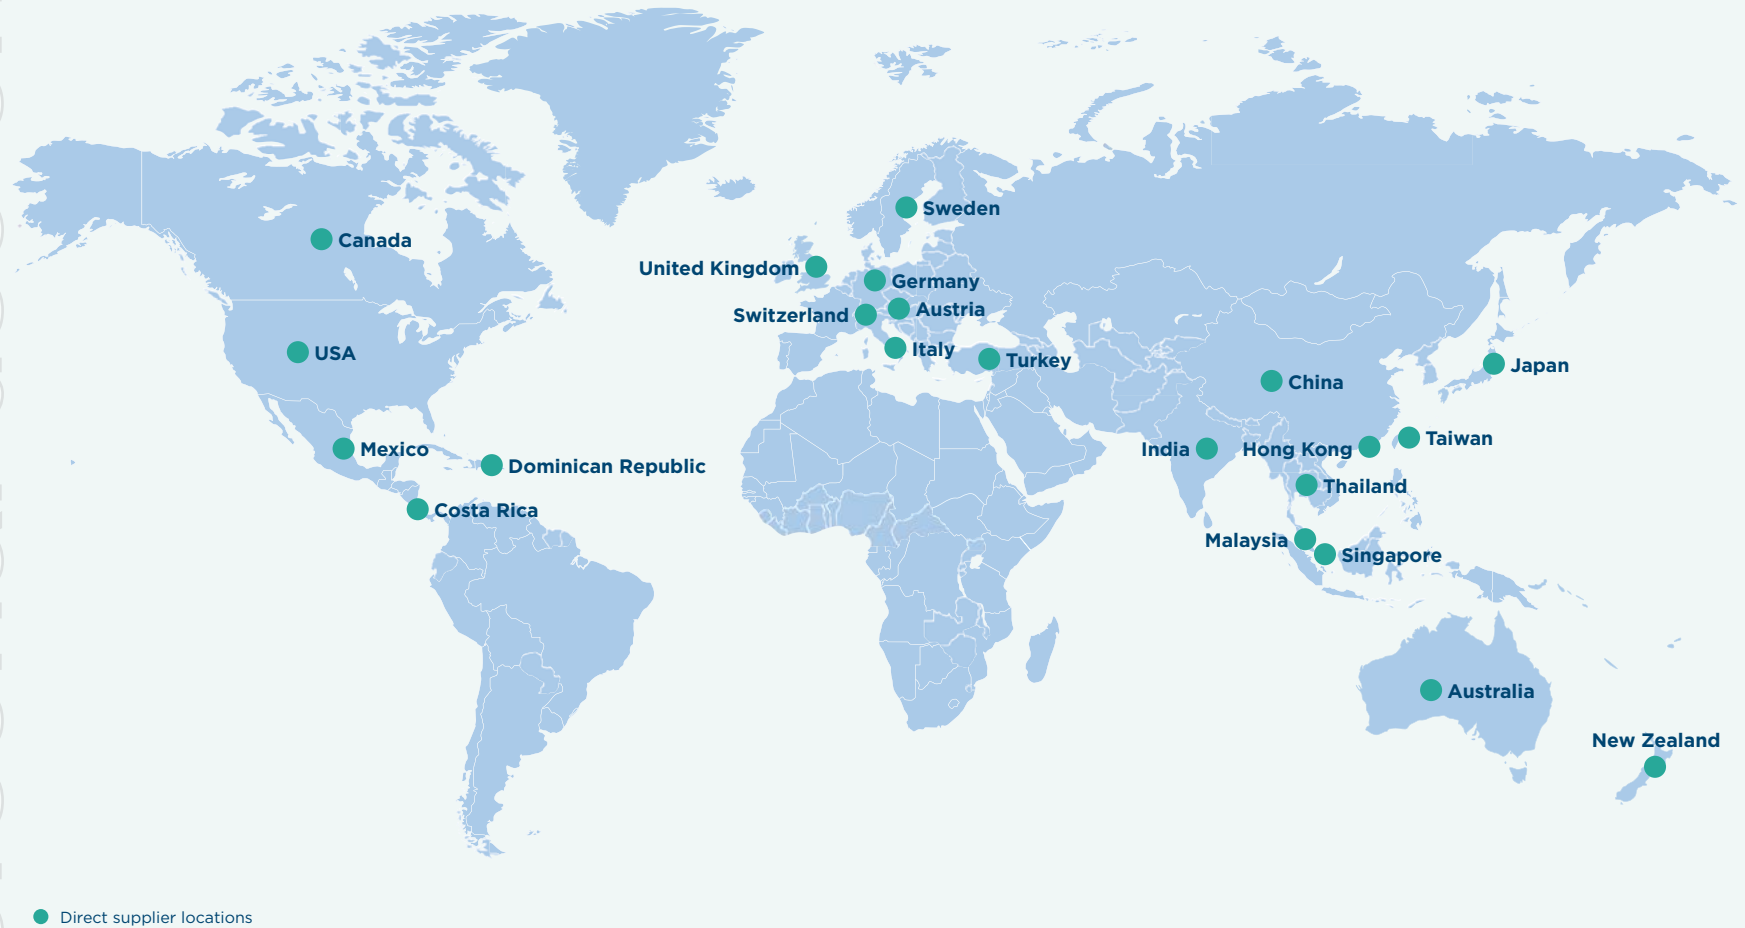 Sweden
Canada
United Kingdom
Germany
Switzerland
Austria
Italy
USA
Turkey
Japan
China
Mexico
India
Hong Kong
Taiwan
Dominican Republic
Thailand
Costa Rica
Malaysia
Singapore
Australia
New Zealand
Direct supplier locations